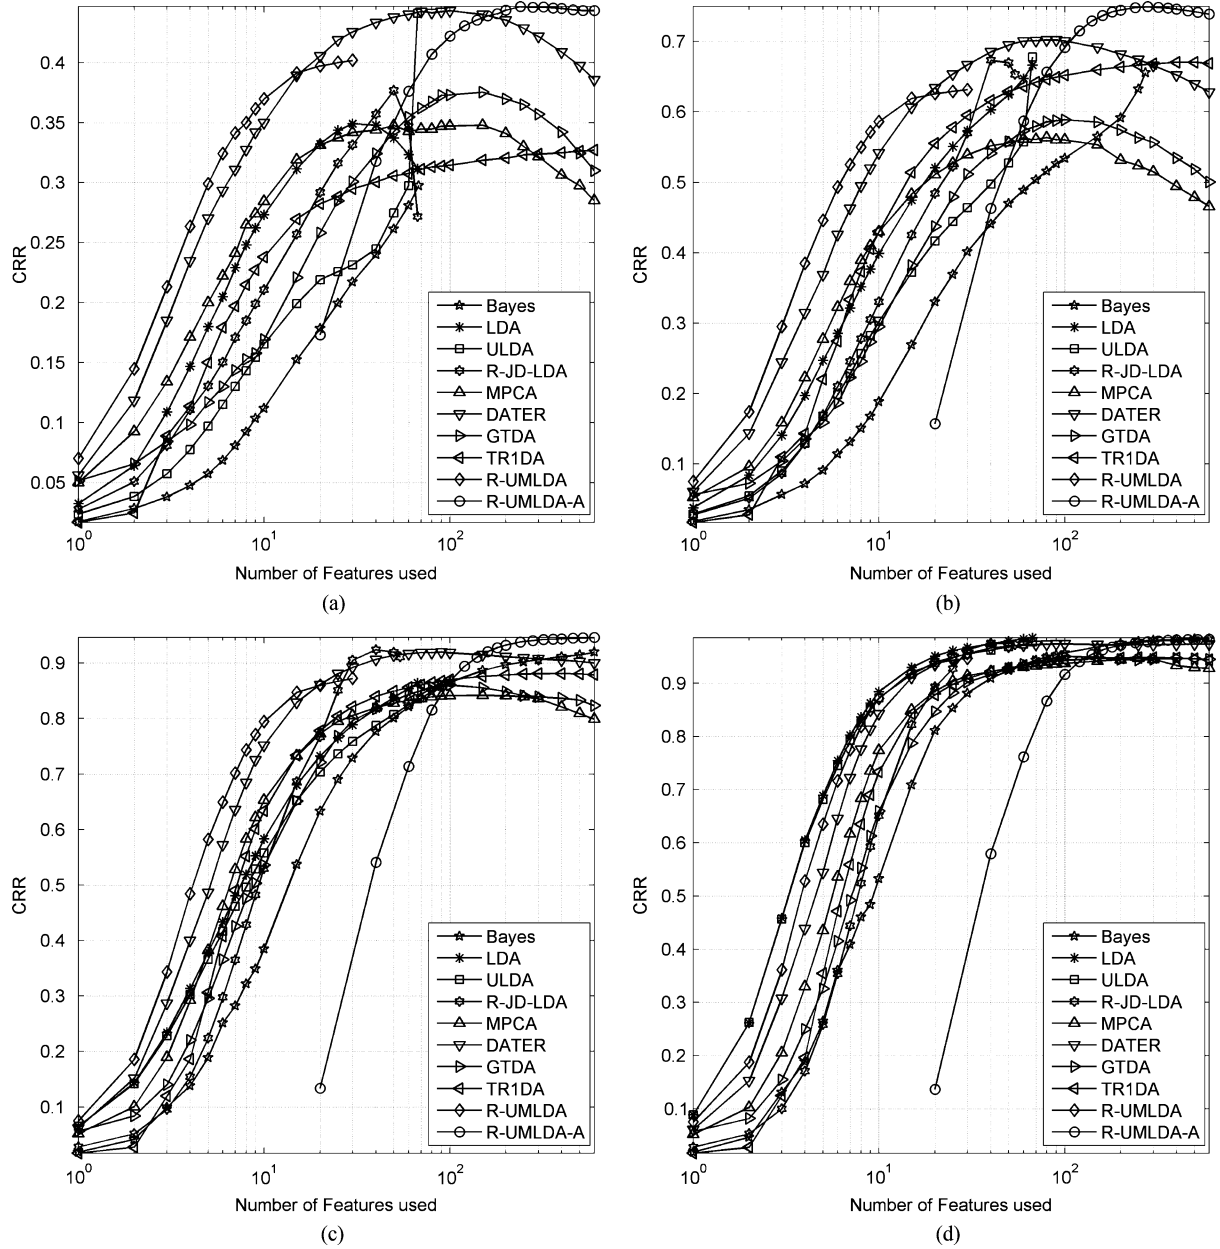 0.4
0.35
0.3
0.25
0.2
0.15
0.1
0.05
CRR
10^0
10^1
10^2
Number of Features used
Bayes
LDA
ULDA
R-JD-LDA
MPCA
DATER
GTDA
TR1DA
R-UMLDA
R-UMLDA-A
(a)
0.7
0.6
0.5
0.4
0.3
0.2
0.1
CRR
10^0
10^1
10^2
Number of Features used
Bayes
LDA
ULDA
R-JD-LDA
MPCA
DATER
GTDA
TR1DA
R-UMLDA
R-UMLDA-A
(b)
0.9
0.8
0.7
0.6
0.5
0.4
0.3
0.2
0.1
CRR
10^0
10^1
10^2
Number of Features used
Bayes
LDA
ULDA
R-JD-LDA
MPCA
DATER
GTDA
TR1DA
R-UMLDA
R-UMLDA-A
(c)
0.9
0.8
0.7
0.6
0.5
0.4
0.3
0.2
0.1
CRR
10^0
10^1
10^2
Number of Features used
Bayes
LDA
ULDA
R-JD-LDA
MPCA
DATER
GTDA
TR1DA
R-UMLDA
R-UMLDA-A
(d)